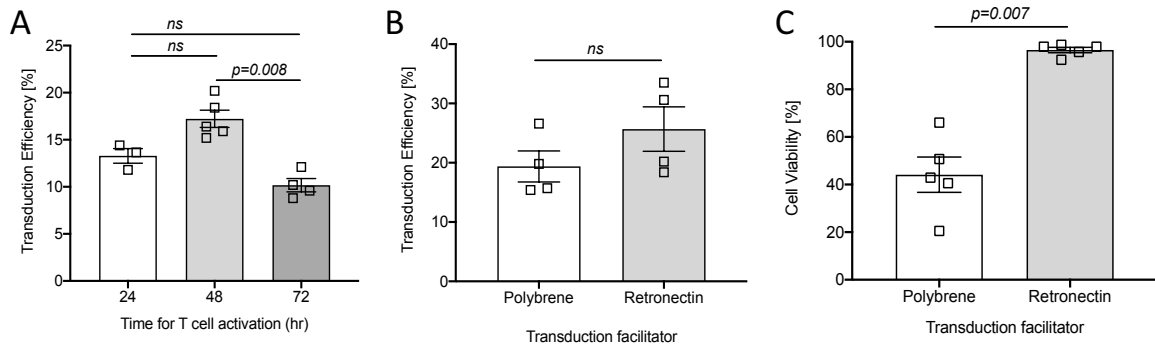 A
ns
ns
p=0.008
Transduction Efficiency [%]
25
20
15
10
5
0
24 48 72
Time for T cell activation (hr)
B
ns
Transduction Efficiency [%]
40
30
20
10
0
Polybrene Retronectin
Transduction facilitator
C
p=0.007
Cell Viability [%]
100
80
60
40
20
0
Polybrene Retronectin
Transduction facilitator